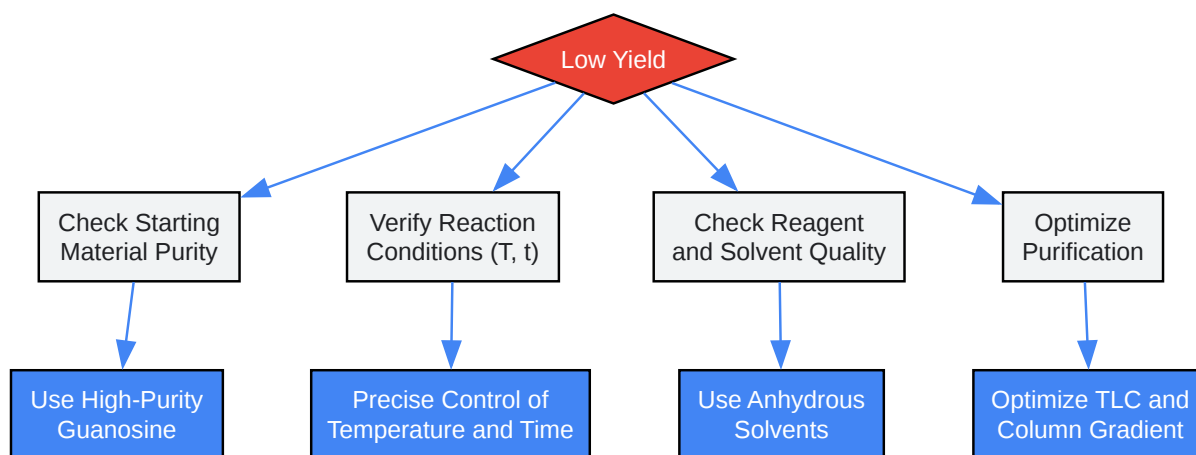 Low Yield
Check Starting
Material Purity
Verify Reaction
Conditions (T, t)
Check Reagent
and Solvent Quality
Optimize
Purification
Use High-Purity
Guanosine
Precise Control of
Temperature and Time
Use Anhydrous
Solvents
Optimize TLC and
Column Gradient